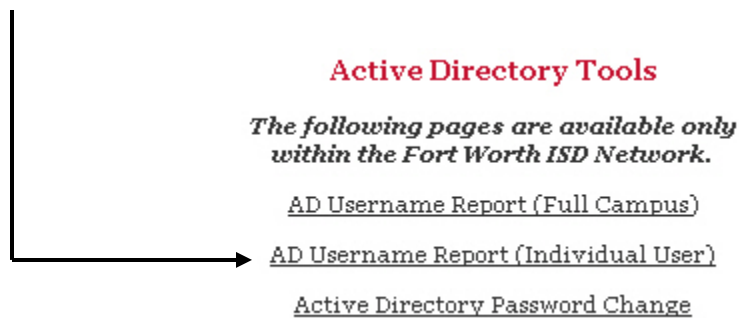 Active Directory Tools
The following pages are available only
within the Fort Worth ISD Network.
AD Username Report (Full Campus)
AD Username Report (Individual User)
Active Directory Password Change